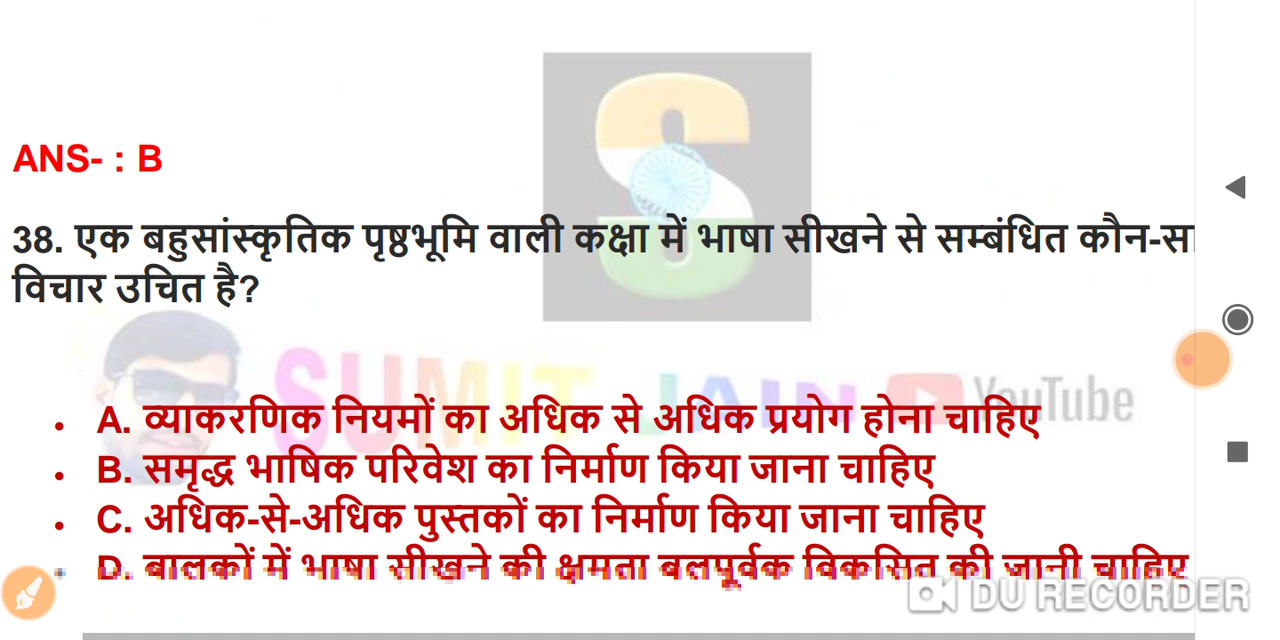 ANS- : B
38. एक बहुसांस्कृतिक पृष्ठभूमि वाली कक्षा में भाषा सीखने से सम्बंधित कौन-सा
विचार उचित है?
SUMIT JAIN YouTube
A. व्याकरणिक नियमों का अधिक से अधिक प्रयोग होना चाहिए
B. समृद्ध भाषिक परिवेश का निर्माण किया जाना चाहिए
C. अधिक-से-अधिक पुस्तकों का निर्माण किया जाना चाहिए
D. बालकों में भाषा सीखने की क्षमता बलपूर्वक विकसित की जानी चाहिए
DU RECORDER